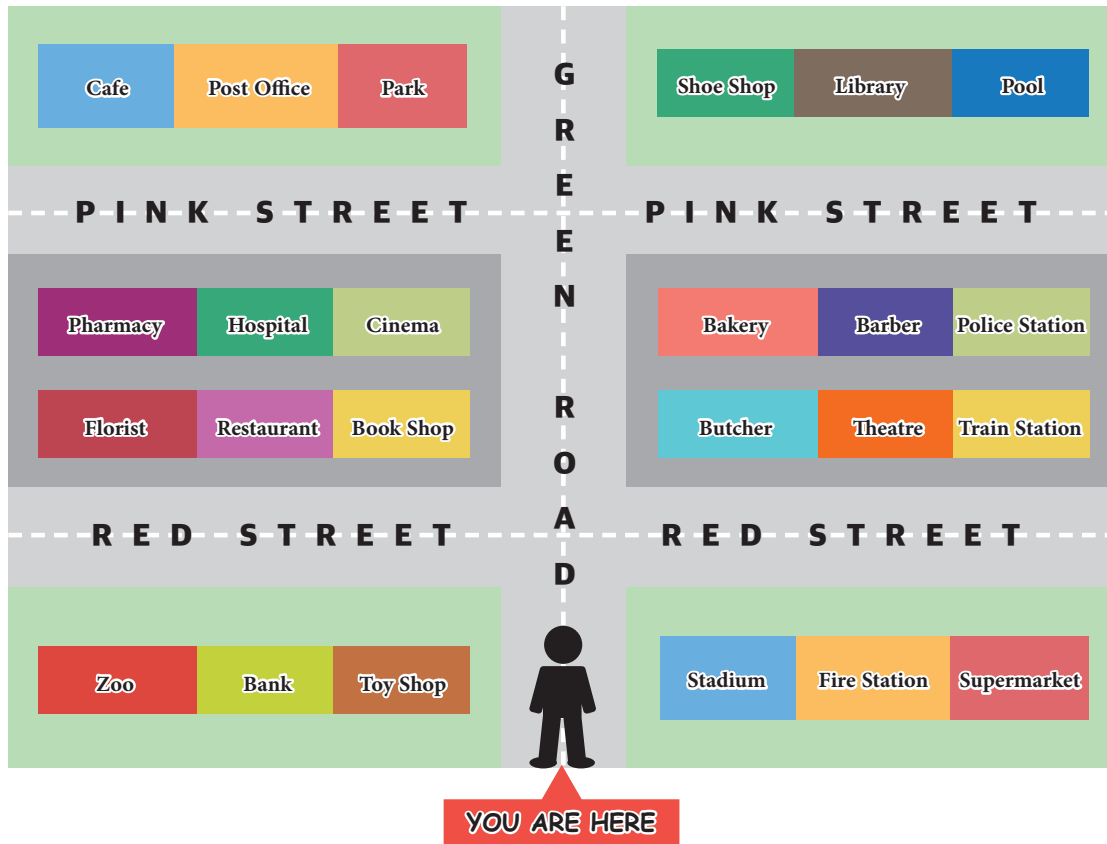 Cafe Post Office Park
Shoe Shop Library Pool
GREEN ROAD
PINK STREET
PINK STREET
Pharmacy Hospital Cinema
Bakery Barber Police Station
Florist Restaurant Book Shop
Butcher Theatre Train Station
RED STREET
RED STREET
Zoo Bank Toy Shop
Stadium Fire Station Supermarket
YOU ARE HERE